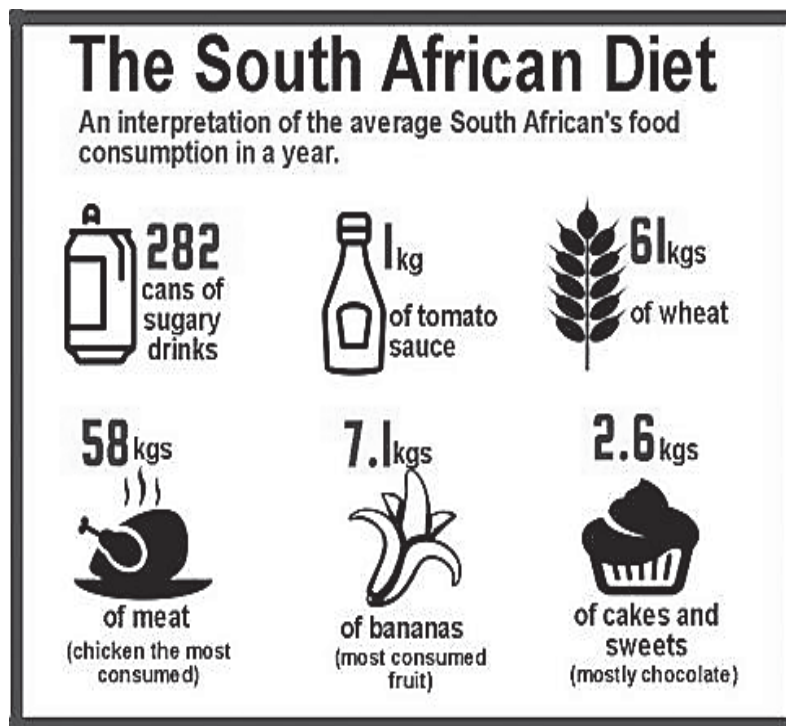 The South African Diet
An interpretation of the average South African's food
consumption in a year.
282
cans of
sugary
drinks
1kg
of tomato
sauce
61kgs
of wheat
58kgs
of meat
(chicken the most
consumed)
7.1kgs
of bananas
(most consumed
fruit)
2.6kgs
of cakes and
sweets
(mostly chocolate)